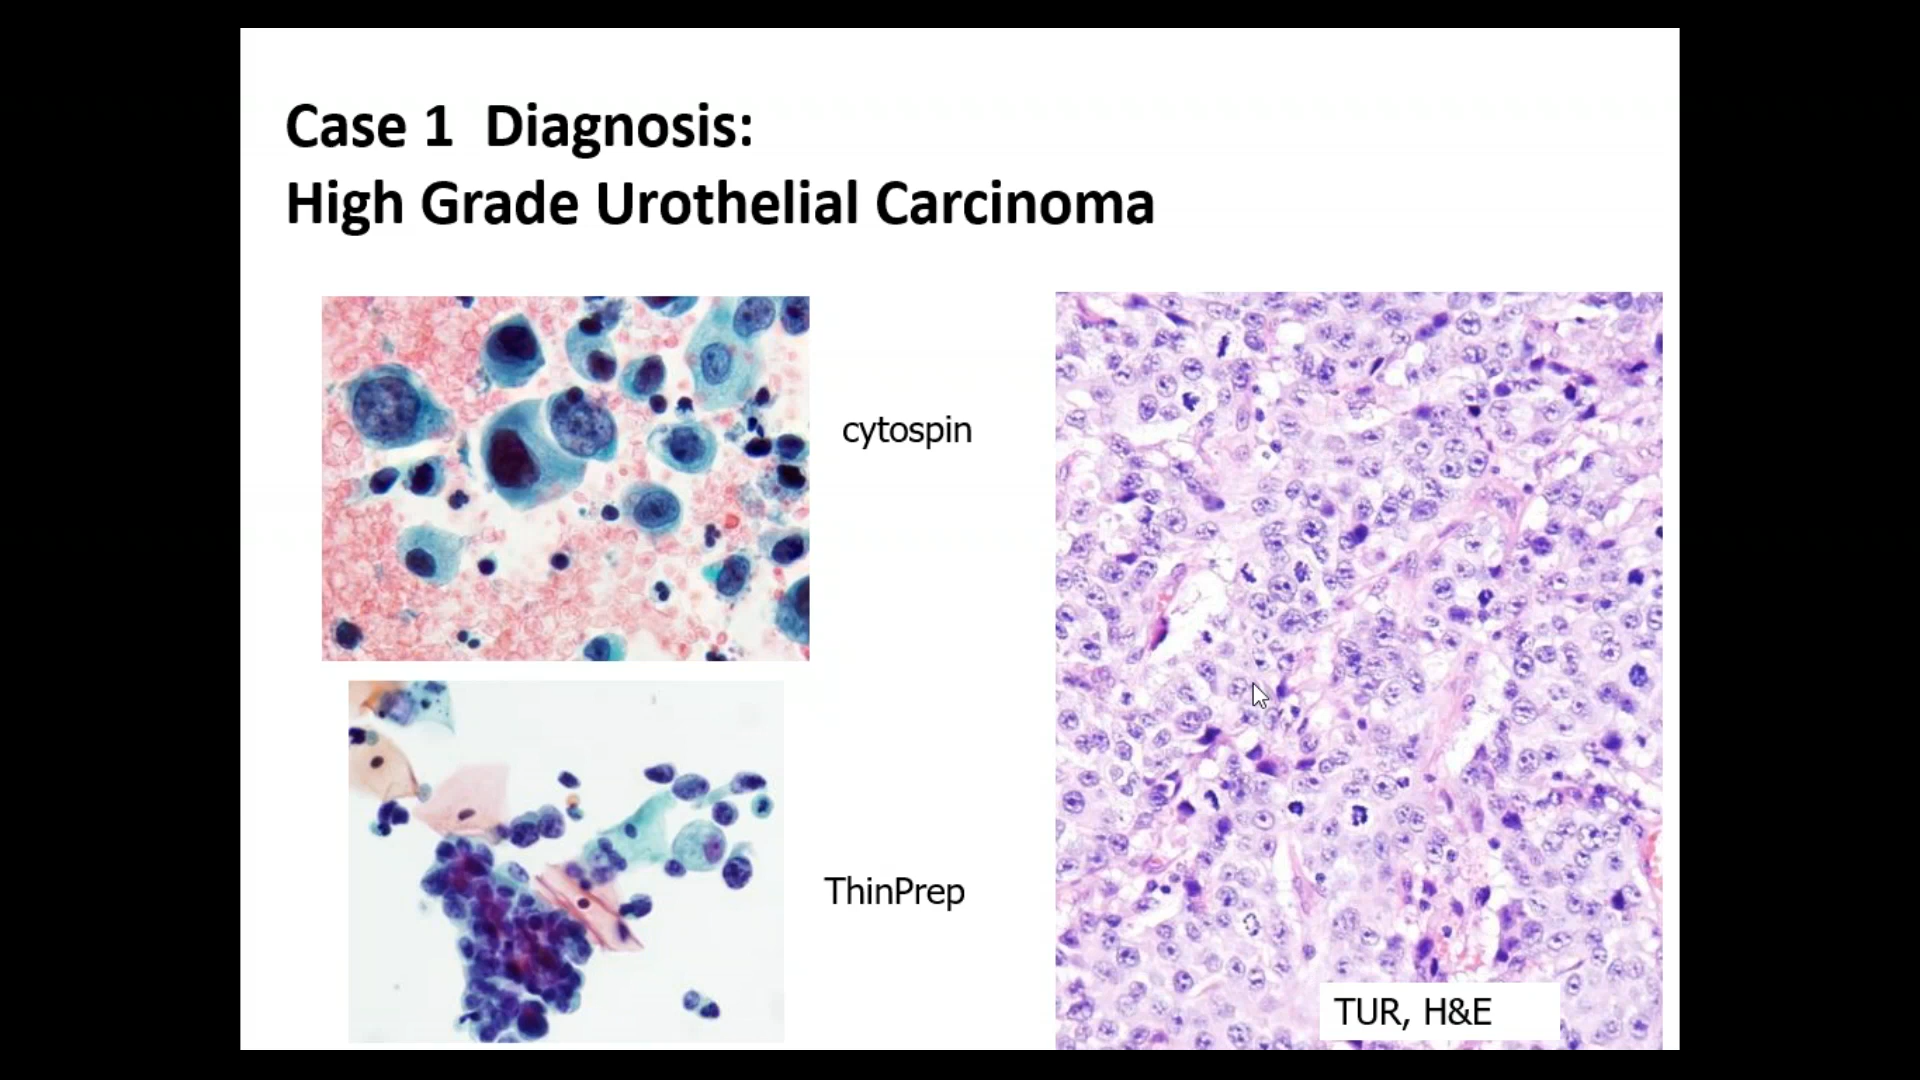 Case 1 Diagnosis:
High Grade Urothelial Carcinoma
cytospin
ThinPrep
TUR, H&E